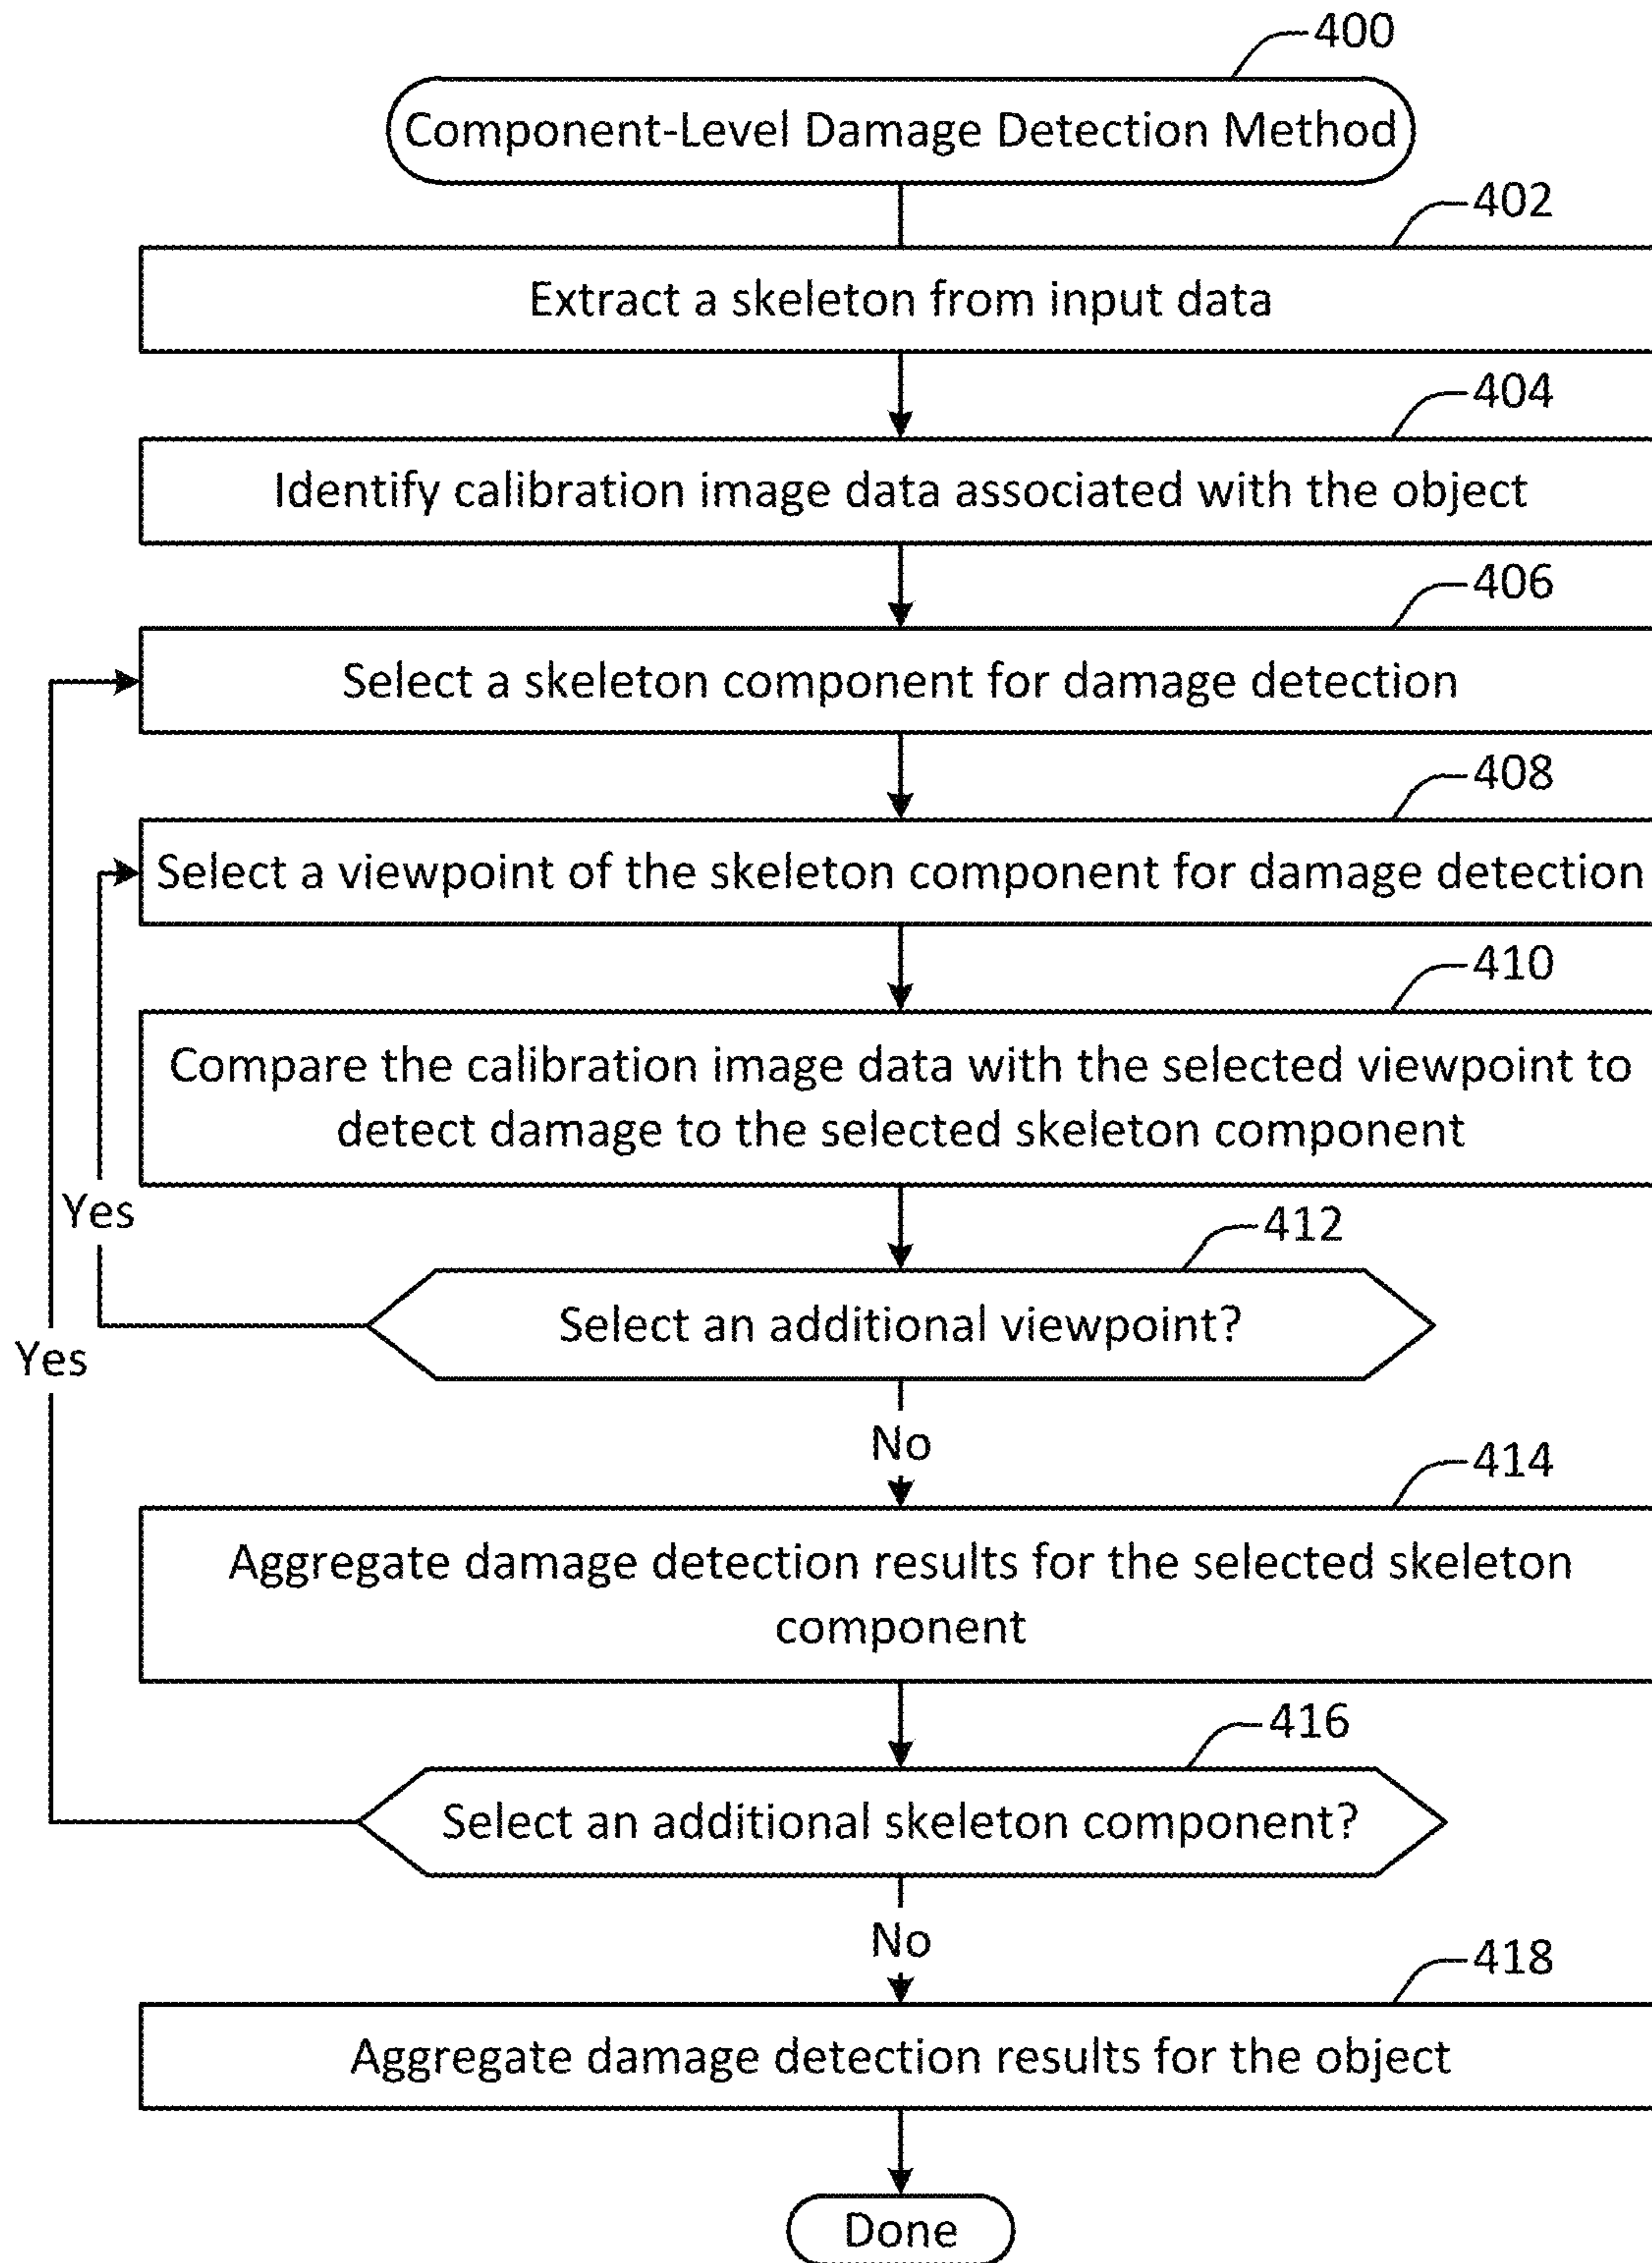 400
Component-Level Damage Detection Method
402
Extract a skeleton from input data
404
Identify calibration image data associated with the object
406
Select a skeleton component for damage detection
408
Select a viewpoint of the skeleton component for damage detection
410
Compare the calibration image data with the selected viewpoint to
detect damage to the selected skeleton component
Yes
412
Select an additional viewpoint?
Yes
No
414
Aggregate damage detection results for the selected skeleton
component
416
Select an additional skeleton component?
No
418
Aggregate damage detection results for the object
Done